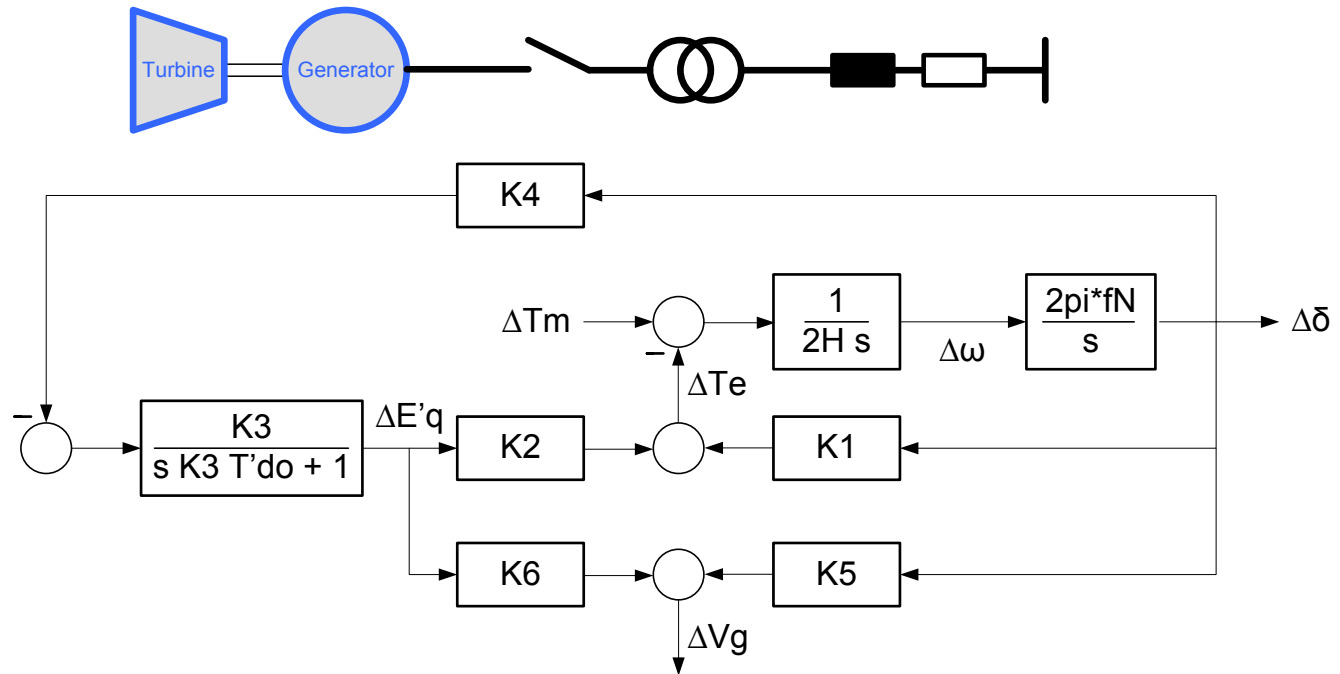 Turbine
Generator
K4
ΔTm
1
2H s
Δω
2pi*fN
s
Δδ
ΔTe
K3
s K3 T'do + 1
ΔE'q
K2
K1
K6
K5
ΔVg